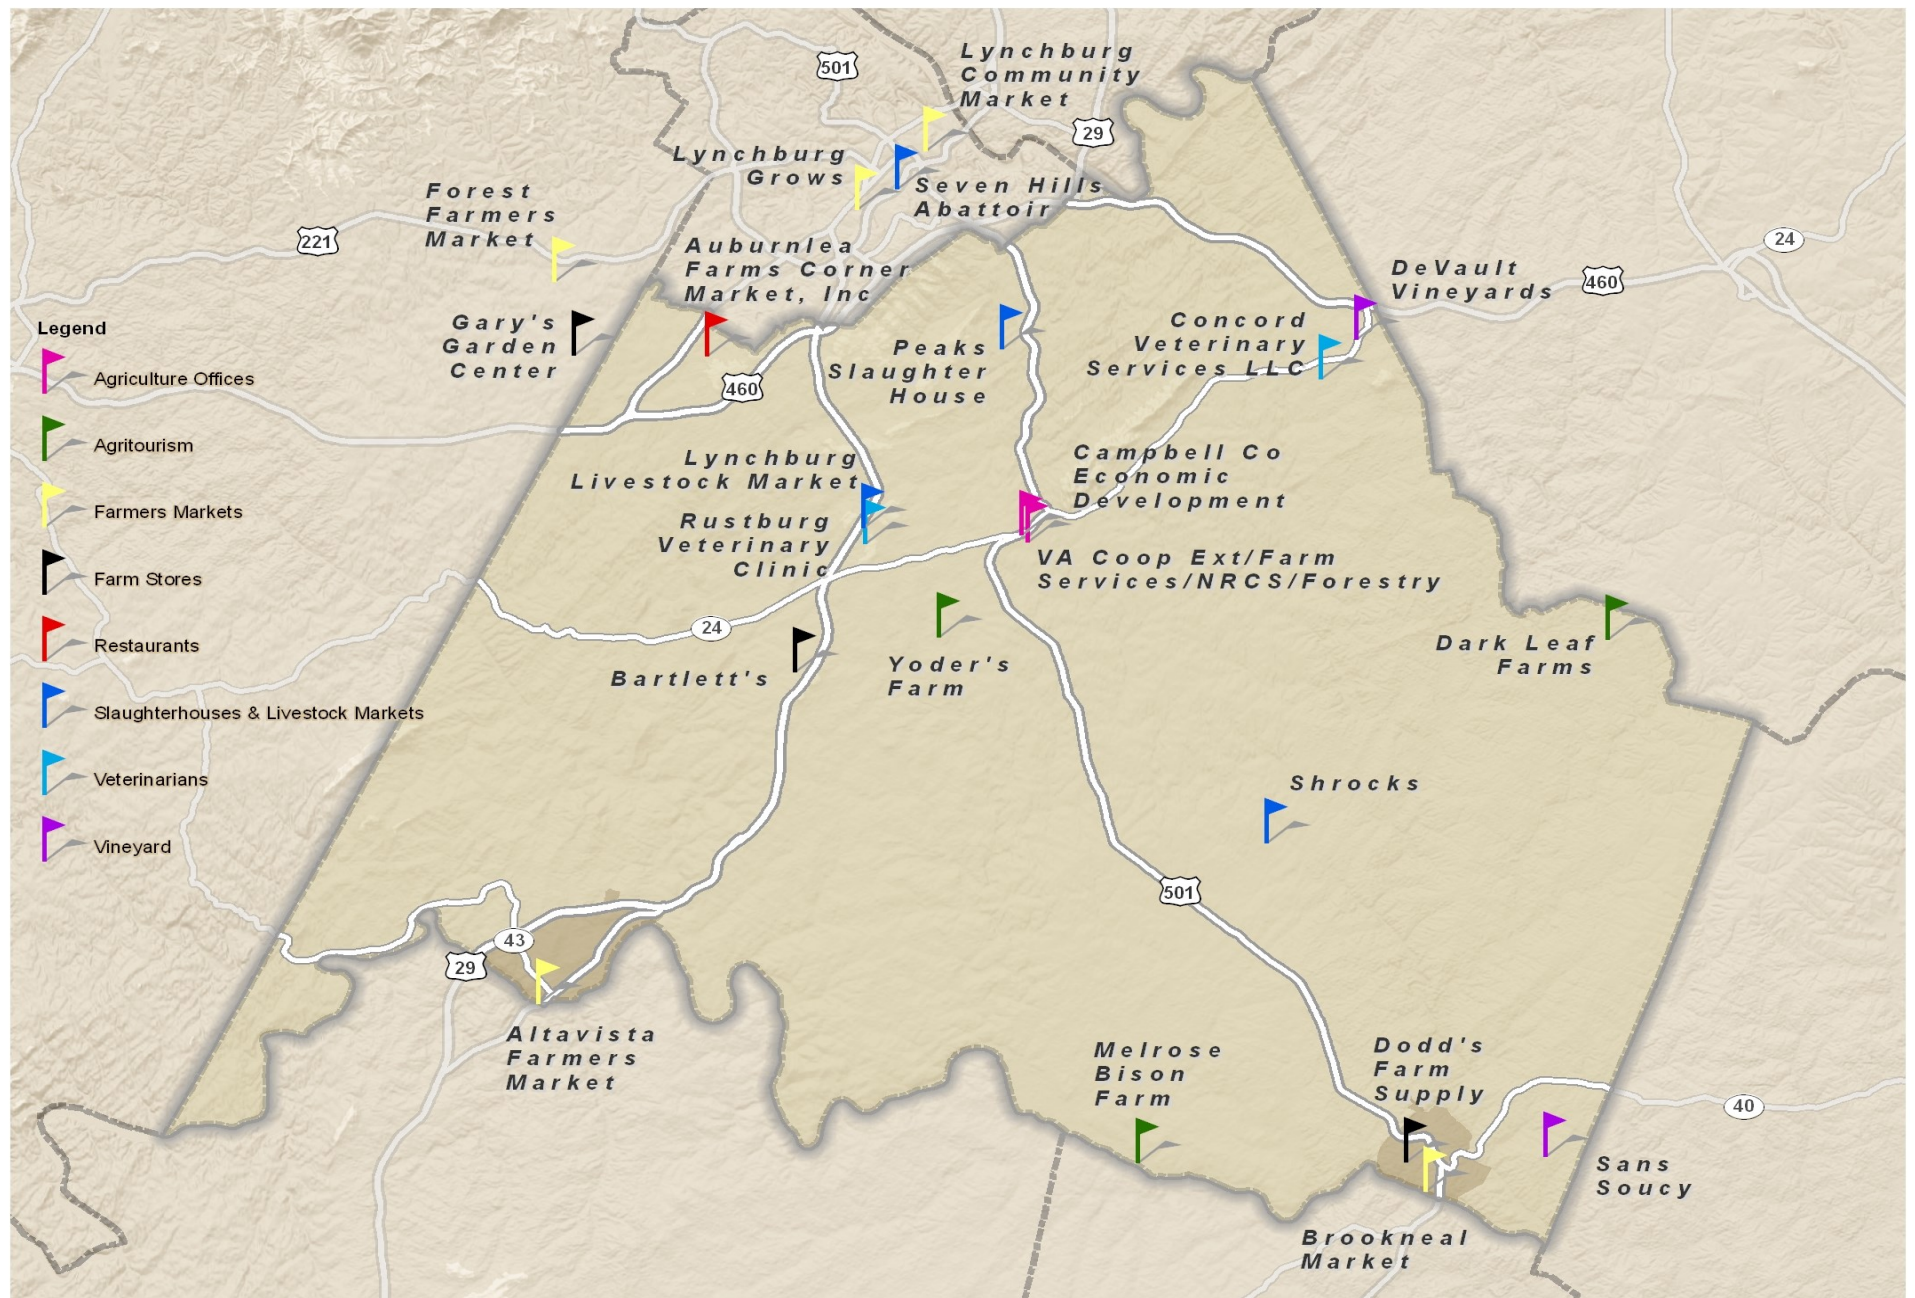 501
Lynchburg
Community
Market
29
Lynchburg
Grows
Seven Hills
Abattoir
Forest
Farmers
Market
221
Auburnlea
Farms Corner
Market, Inc
24
DeVault
Vineyards
460
Legend
Agriculture Offices
Agritourism
Farmers Markets
Farm Stores
Restaurants
Slaughterhouses & Livestock Markets
Veterinarians
Vineyard
Gary's
Garden
Center
460
Peaks
Slaughter
House
Concord
Veterinary
Services LLC
Lynchburg
Livestock Market
Rustburg
Veterinary
Clinic
Campbell Co
Economic
Development
VA Coop Ext/Farm
Services/NRCS/Forestry
24
Bartlett's
Yoder's
Farm
Dark Leaf
Farms
Shrocks
501
43
29
Altavista
Farmers
Market
Melrose
Bison
Farm
Dodd's
Farm
Supply
40
Sans
Soucy
Brookneal
Market